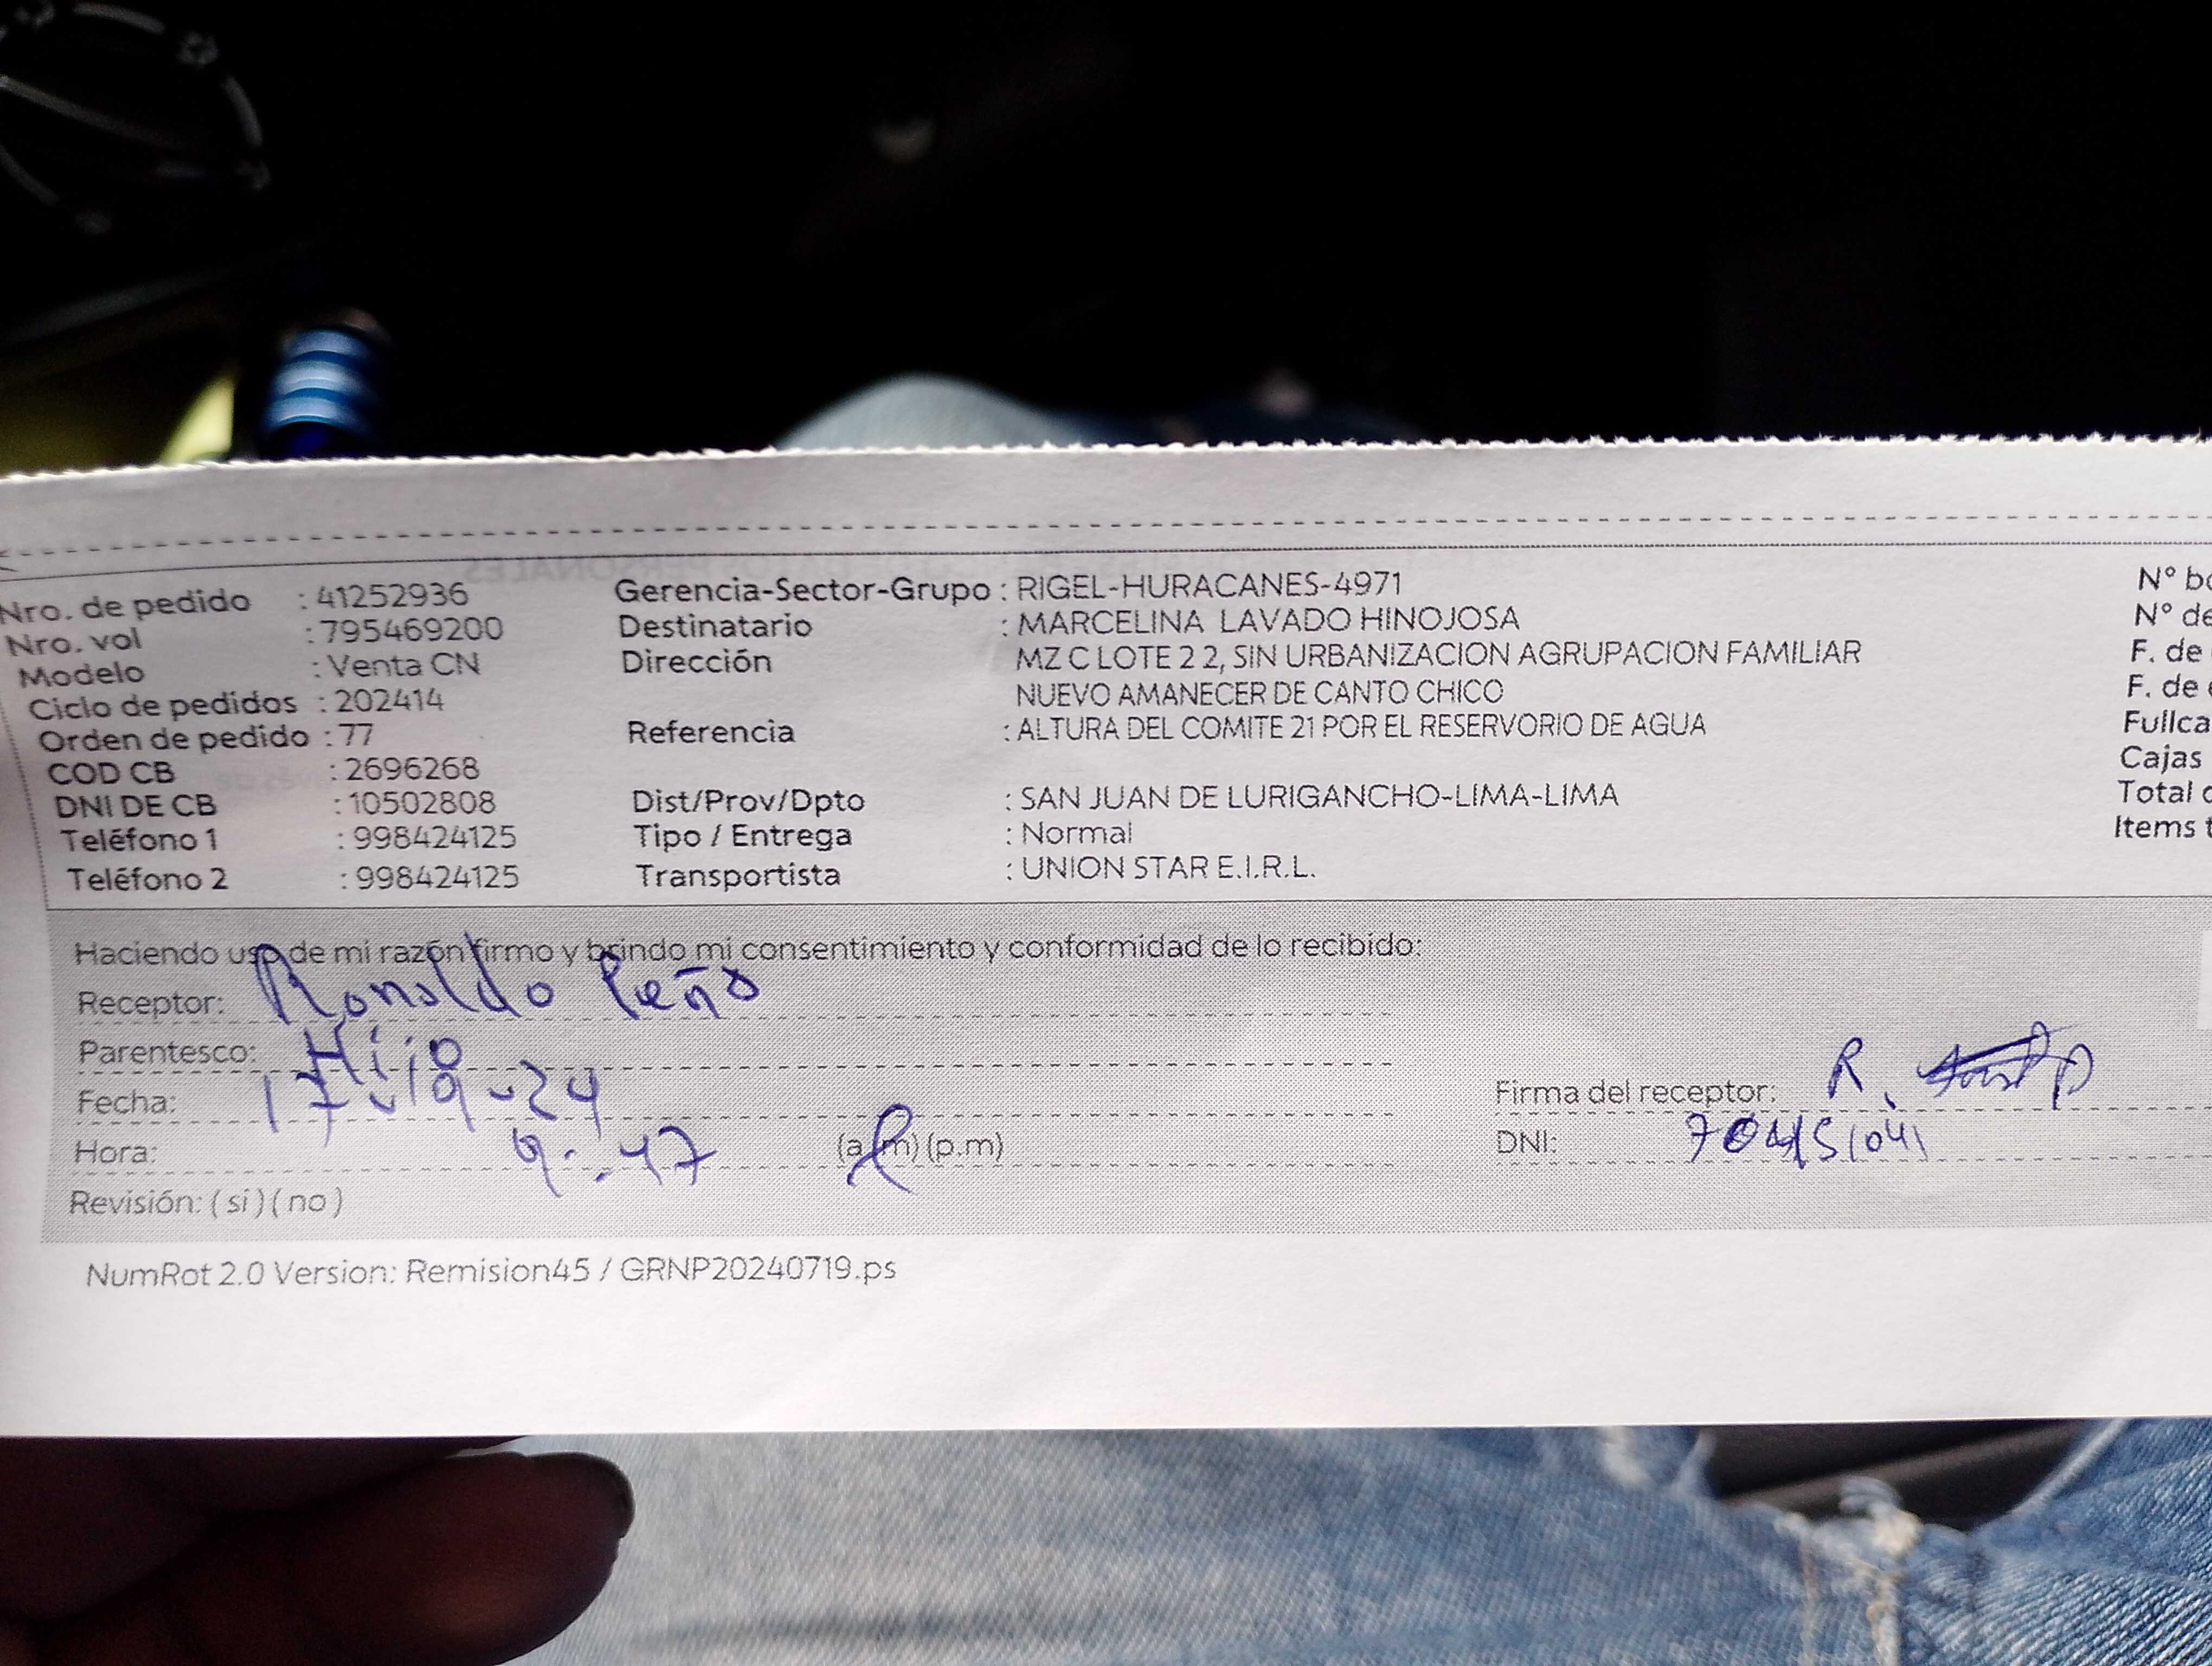 Nro. de pedido : 41252936 Gerencia-Sector-Grupo : RIGEL-HURACANES-4971 N° bo
Nro. vol : 795469200 Destinatario : MARCELINA LAVADO HINOJOSA N° de
Modelo : Venta CN Dirección MZ C LOTE 2 2, SIN URBANIZACION AGRUPACION FAMILIAR F. de
Ciclo de pedidos : 202414 NUEVO AMANECER DE CANTO CHICO F. de e
Orden de pedido : 77 Referencia : ALTURA DEL COMITE 21 POR EL RESERVORIO DE AGUA Fullca
COD CB : 2696268 Cajas
DNI DE CB : 10502808 Dist/Prov/Dpto : SAN JUAN DE LURIGANCHO-LIMA-LIMA Total c
Teléfono 1 : 998424125 Tipo / Entrega : Normal Items t
Teléfono 2 : 998424125 Transportista : UNION STAR E.I.R.L.
Haciendo uso de mi razón firmo y brindo mi consentimiento y conformidad de lo recibido:
Receptor: Ronaldo Peña
Parentesco: Hijo
Fecha: 17 - 19 - 24 Firma del receptor: R.
Hora: 9:47 (a.m) (p.m) DNI:
Revisión: ( si ) ( no )
NumRot 2.0 Version: Remision45 / GRNP20240719.ps